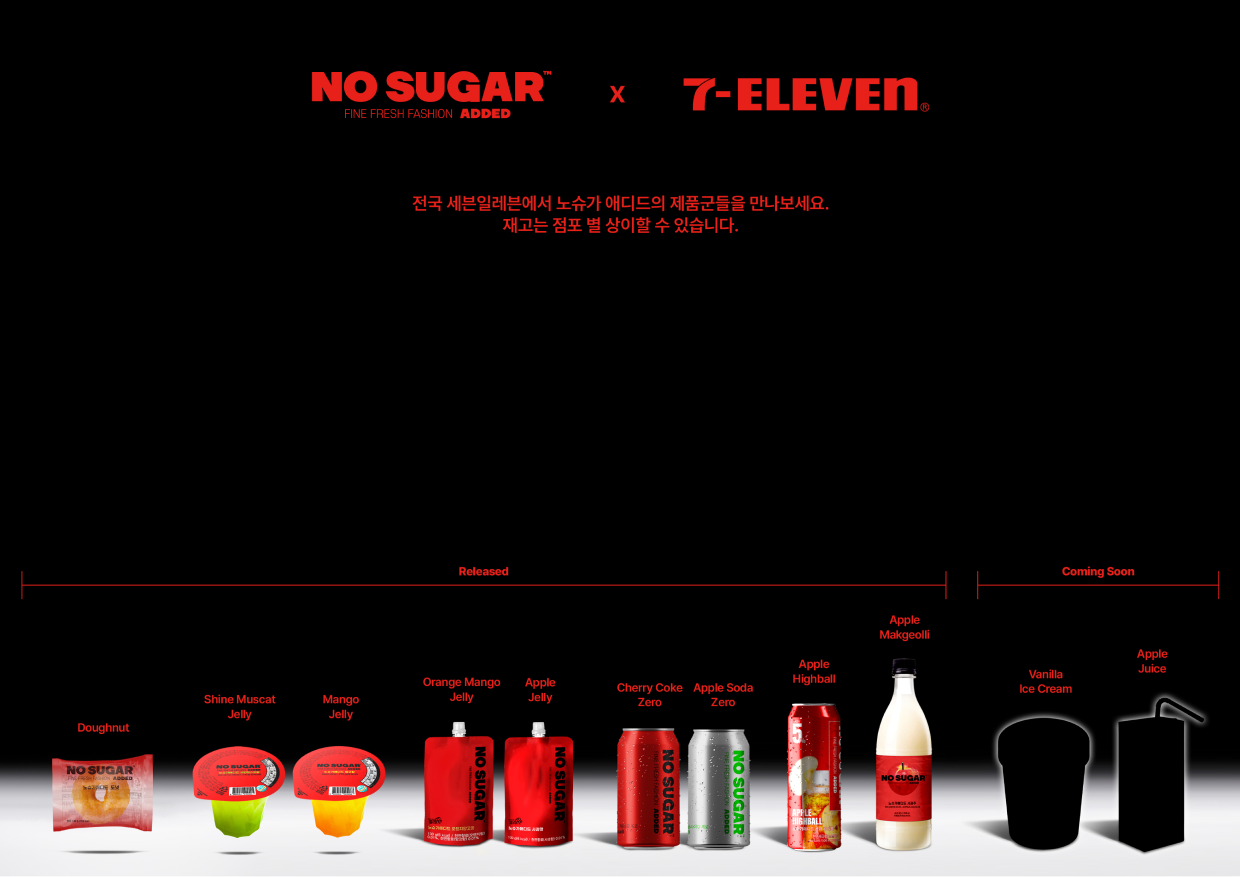 NO SUGAR™
FINE FRESH FASHION ADDED
X
7-ELEVEn®
전국 세븐일레븐에서 노슈가 애디드의 제품군들을 만나보세요.
재고는 점포 별 상이할 수 있습니다.
Released
Coming Soon
Doughnut
Shine Muscat
Jelly
Mango
Jelly
Orange Mango
Jelly
Apple
Jelly
Cherry Coke
Zero
Apple Soda
Zero
Apple
Highball
Apple
Makgeolli
Vanilla
Ice Cream
Apple
Juice
NO SUGAR
FINE FRESH FASHION ADDED
NO SUGAR
NO SUGAR
NO SUGAR
NO SUGAR
NO SUGAR
ADDED
NO SUGAR
ADDED
5
ADDED
APPLE
HIGHBALL
NO SUGAR